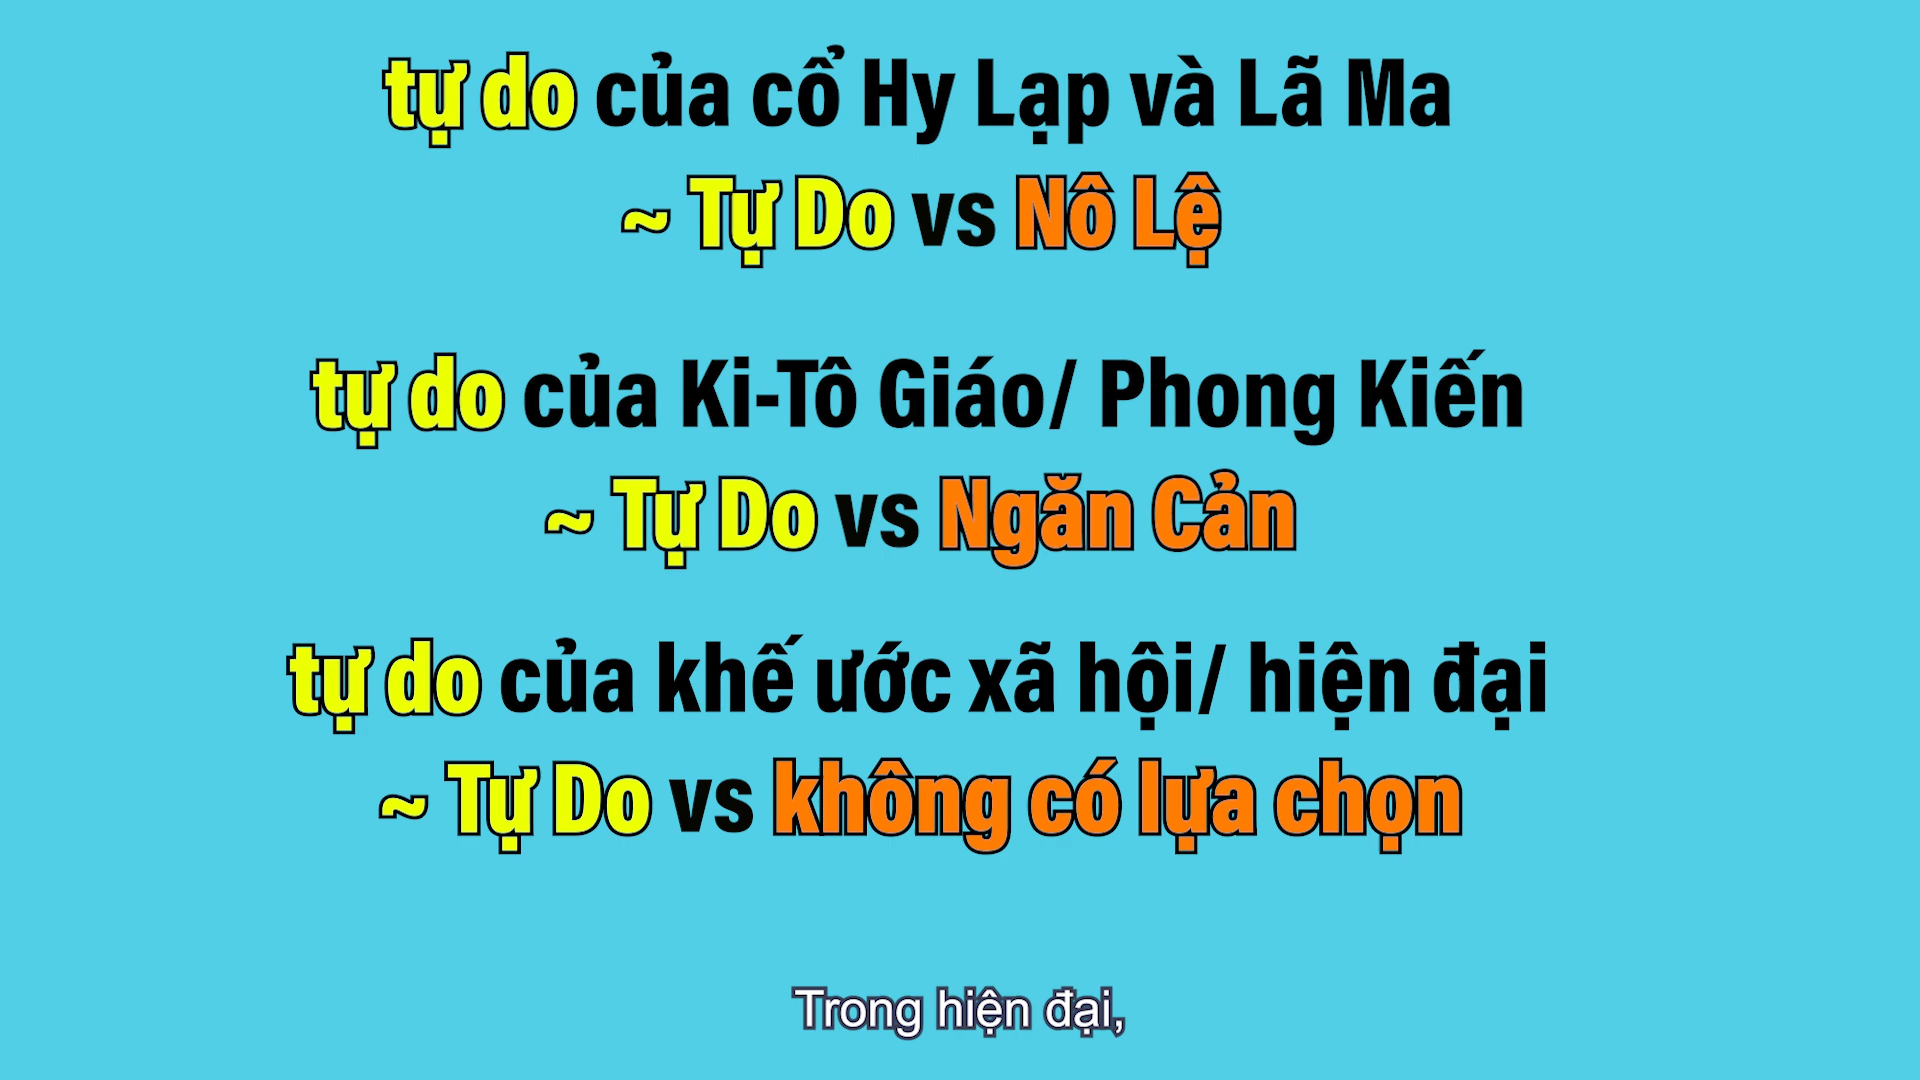 tự do của cổ Hy Lạp và Lã Ma
~ Tự Do vs Nô Lệ
tự do của Ki-Tô Giáo/ Phong Kiến
~ Tự Do vs Ngăn Cản
tự do của khế ước xã hội/ hiện đại
~ Tự Do vs không có lựa chọn
Trong hiện đại,